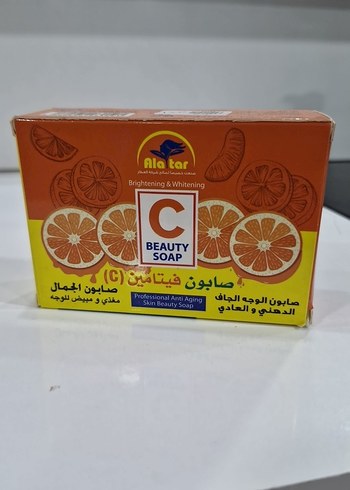 Ala tar
Brightening & Whitening
C
BEAUTY
SOAP
صابون فيتامين (C)
صابون الجمال
مغذي و مبيض للوجه
Professional Anti Aging
Skin Beauty Soap
صابون الوجه الجاف
الدهني و العادي